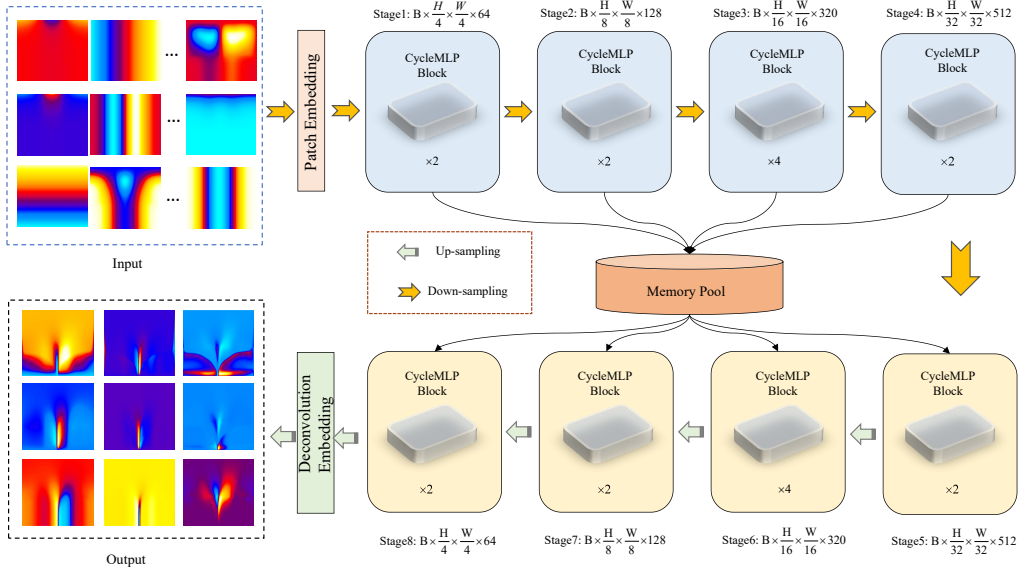 Stage1: B × H/4 × W/4 × 64
Stage2: B × H/8 × W/8 × 128
Stage3: B × H/16 × W/16 × 320
Stage4: B × H/32 × W/32 × 512
...
...
...
Input
Patch Embedding
CycleMLP
Block
×2
CycleMLP
Block
×2
CycleMLP
Block
×4
CycleMLP
Block
×2
Up-sampling
Down-sampling
Memory Pool
Output
Deconvolution
Embedding
CycleMLP
Block
×2
CycleMLP
Block
×2
CycleMLP
Block
×4
CycleMLP
Block
×2
Stage8: B × H/4 × W/4 × 64
Stage7: B × H/8 × W/8 × 128
Stage6: B × H/16 × W/16 × 320
Stage5: B × H/32 × W/32 × 512